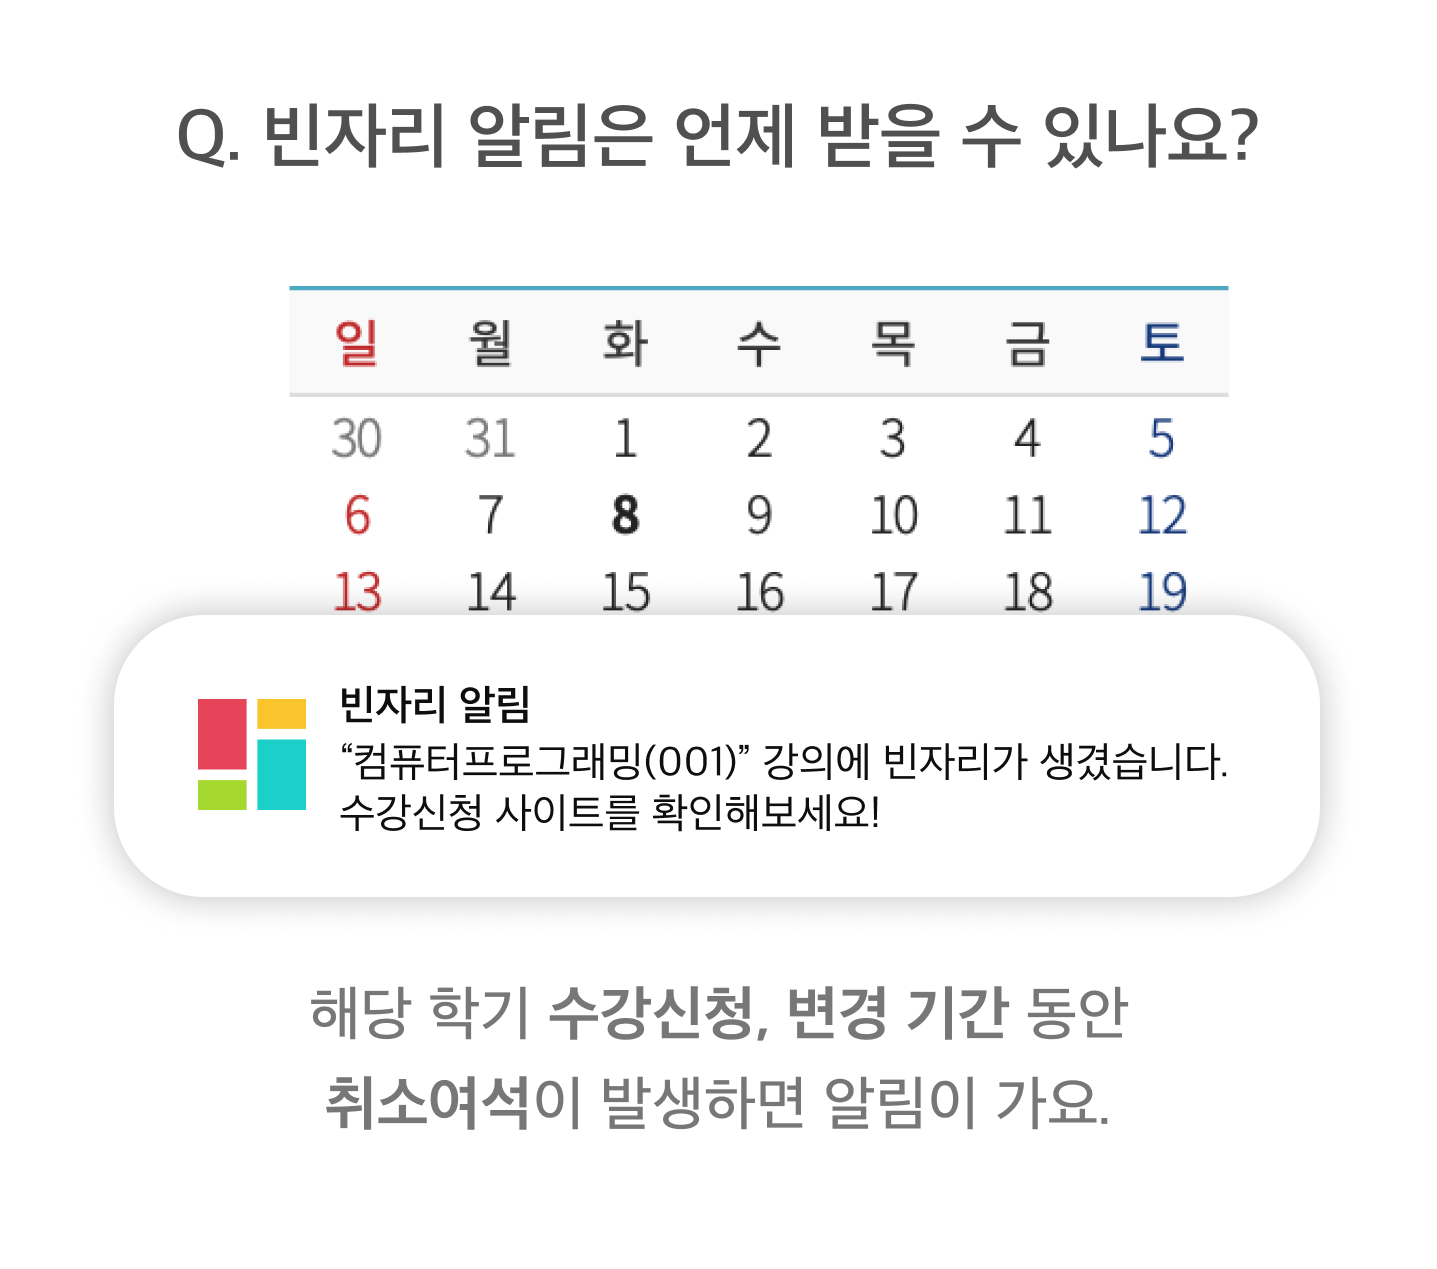 Q. 빈자리 알림은 언제 받을 수 있나요?
일 월 화 수 목 금 토
30 31 1 2 3 4 5
6 7 8 9 10 11 12
13 14 15 16 17 18 19
빈자리 알림
“컴퓨터프로그래밍(001)” 강의에 빈자리가 생겼습니다.
수강신청 사이트를 확인해보세요!
해당 학기 수강신청, 변경 기간 동안
취소여석이 발생하면 알림이 가요.